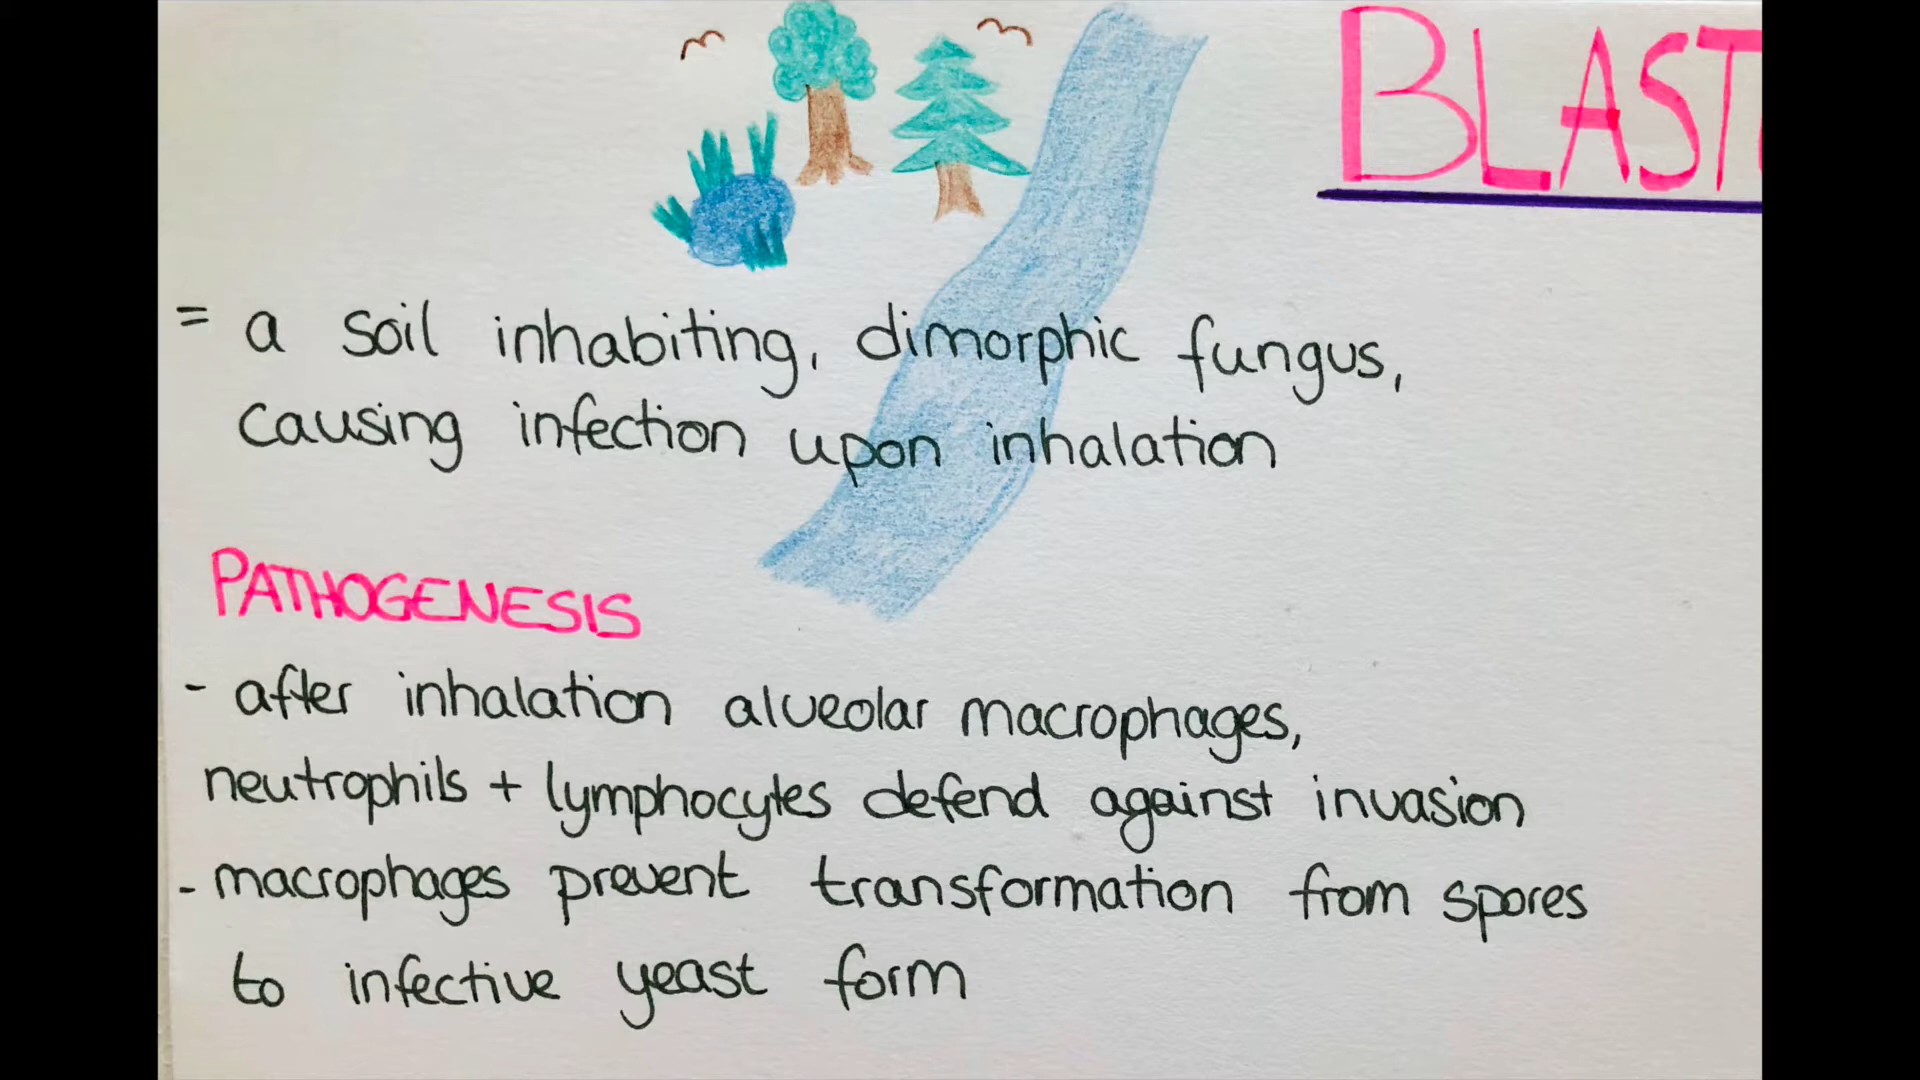 BLAST
= a soil inhabiting, dimorphic fungus,
causing infection upon inhalation
PATHOGENESIS
- after inhalation alveolar macrophages,
neutrophils + lymphocytes defend against invasion
- macrophages prevent transformation from spores
to infective yeast form